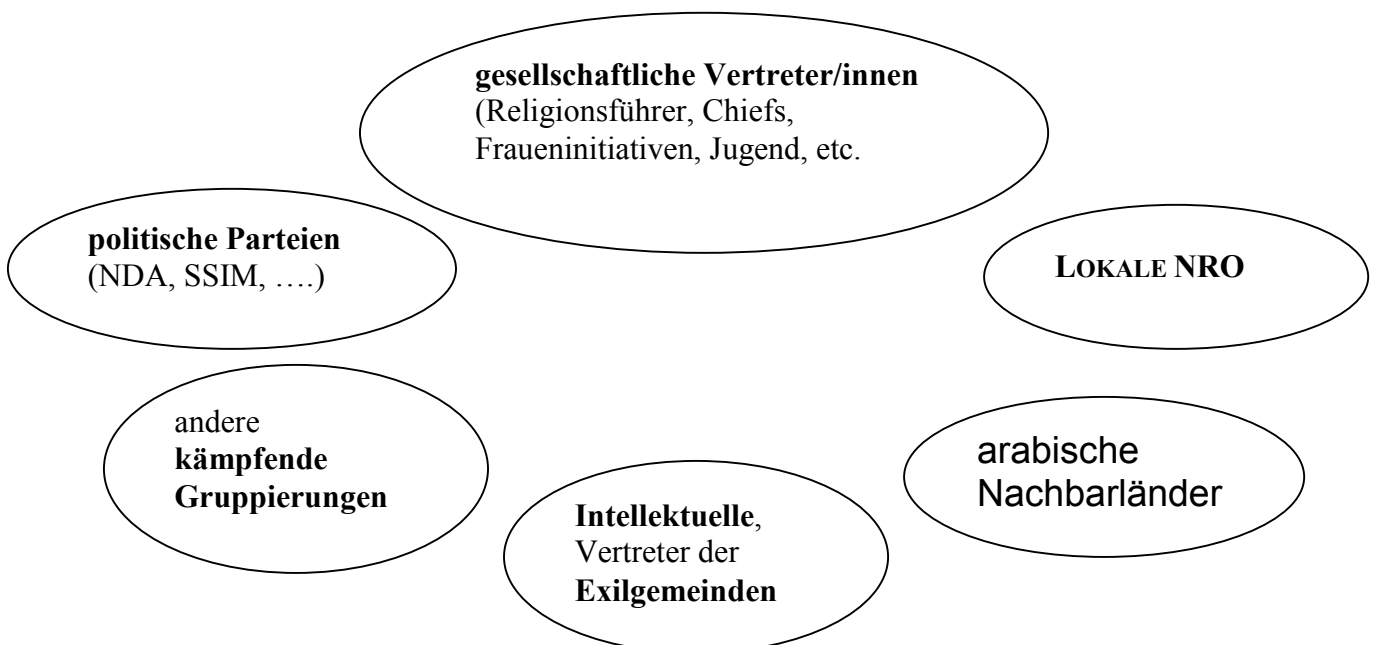 gesellschaftliche Vertreter/innen
(Religionsführer, Chiefs,
Fraueninitiativen, Jugend, etc.
politische Parteien
(NDA, SSIM, ….)
LOKALE NRO
andere
kämpfende
Gruppierungen
arabische
Nachbarländer
Intellektuelle,
Vertreter der
Exilgemeinden